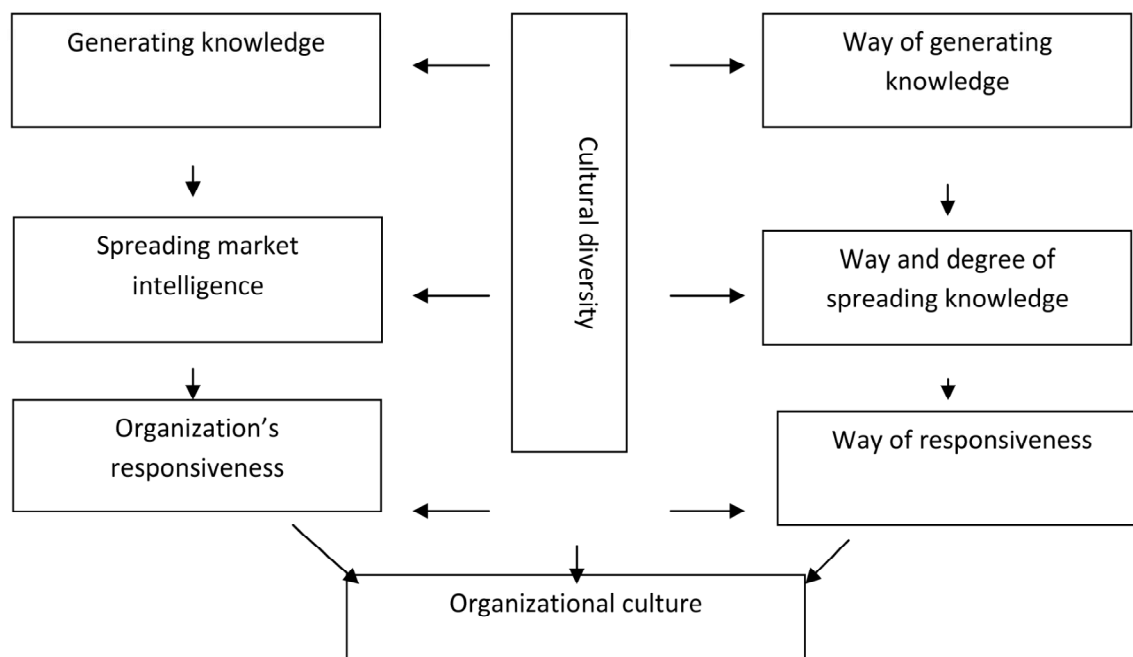 Generating knowledge
Way of generating
knowledge
Cultural diversity
Spreading market
intelligence
Way and degree of
spreading knowledge
Organization’s
responsiveness
Way of responsiveness
Organizational culture